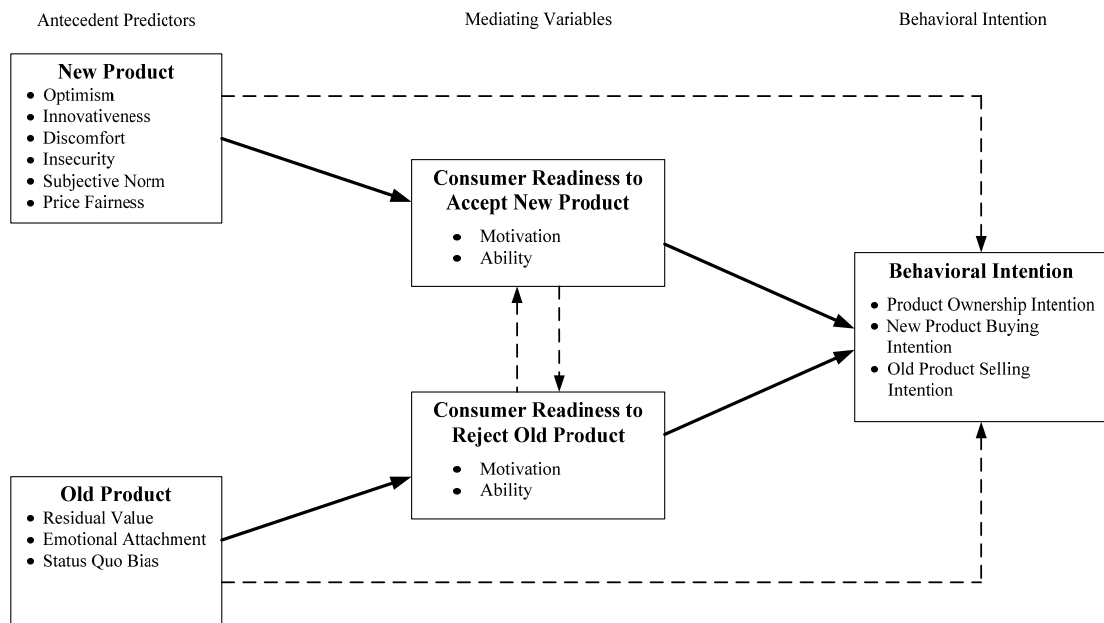 Antecedent Predictors
Mediating Variables
Behavioral Intention
New Product
● Optimism
● Innovativeness
● Discomfort
● Insecurity
● Subjective Norm
● Price Fairness
Consumer Readiness to
Accept New Product
● Motivation
● Ability
Behavioral Intention
● Product Ownership Intention
● New Product Buying
Intention
● Old Product Selling
Intention
Consumer Readiness to
Reject Old Product
● Motivation
● Ability
Old Product
● Residual Value
● Emotional Attachment
● Status Quo Bias